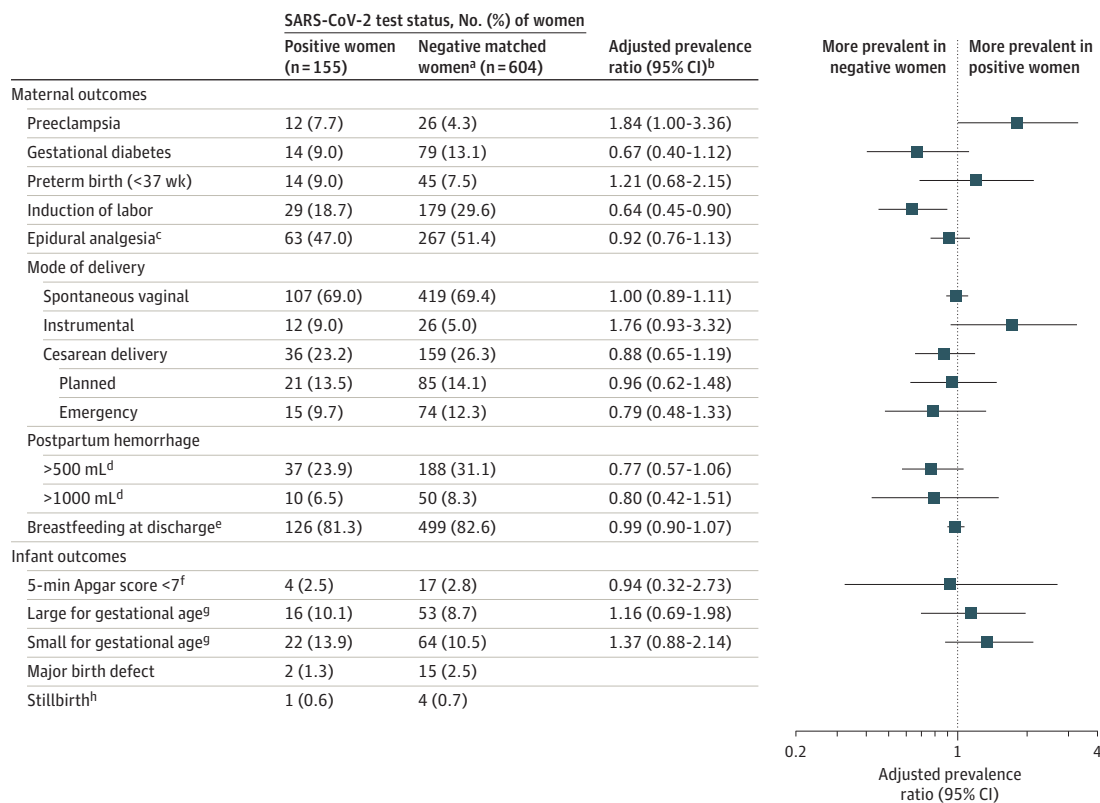 SARS-CoV-2 test status, No. (%) of women
Positive women (n = 155) Negative matched womenᵃ (n = 604) Adjusted prevalence ratio (95% CI)ᵇ More prevalent in negative women More prevalent in positive women
Maternal outcomes
Preeclampsia 12 (7.7) 26 (4.3) 1.84 (1.00-3.36)
Gestational diabetes 14 (9.0) 79 (13.1) 0.67 (0.40-1.12)
Preterm birth (<37 wk) 14 (9.0) 45 (7.5) 1.21 (0.68-2.15)
Induction of labor 29 (18.7) 179 (29.6) 0.64 (0.45-0.90)
Epidural analgesiaᶜ 63 (47.0) 267 (51.4) 0.92 (0.76-1.13)
Mode of delivery
Spontaneous vaginal 107 (69.0) 419 (69.4) 1.00 (0.89-1.11)
Instrumental 12 (9.0) 26 (5.0) 1.76 (0.93-3.32)
Cesarean delivery 36 (23.2) 159 (26.3) 0.88 (0.65-1.19)
Planned 21 (13.5) 85 (14.1) 0.96 (0.62-1.48)
Emergency 15 (9.7) 74 (12.3) 0.79 (0.48-1.33)
Postpartum hemorrhage
>500 mLᵈ 37 (23.9) 188 (31.1) 0.77 (0.57-1.06)
>1000 mLᵈ 10 (6.5) 50 (8.3) 0.80 (0.42-1.51)
Breastfeeding at dischargeᵉ 126 (81.3) 499 (82.6) 0.99 (0.90-1.07)
Infant outcomes
5-min Apgar score <7ᶠ 4 (2.5) 17 (2.8) 0.94 (0.32-2.73)
Large for gestational ageᵍ 16 (10.1) 53 (8.7) 1.16 (0.69-1.98)
Small for gestational ageᵍ 22 (13.9) 64 (10.5) 1.37 (0.88-2.14)
Major birth defect 2 (1.3) 15 (2.5)
Stillbirthʰ 1 (0.6) 4 (0.7)
0.2 1 4
Adjusted prevalence
ratio (95% CI)